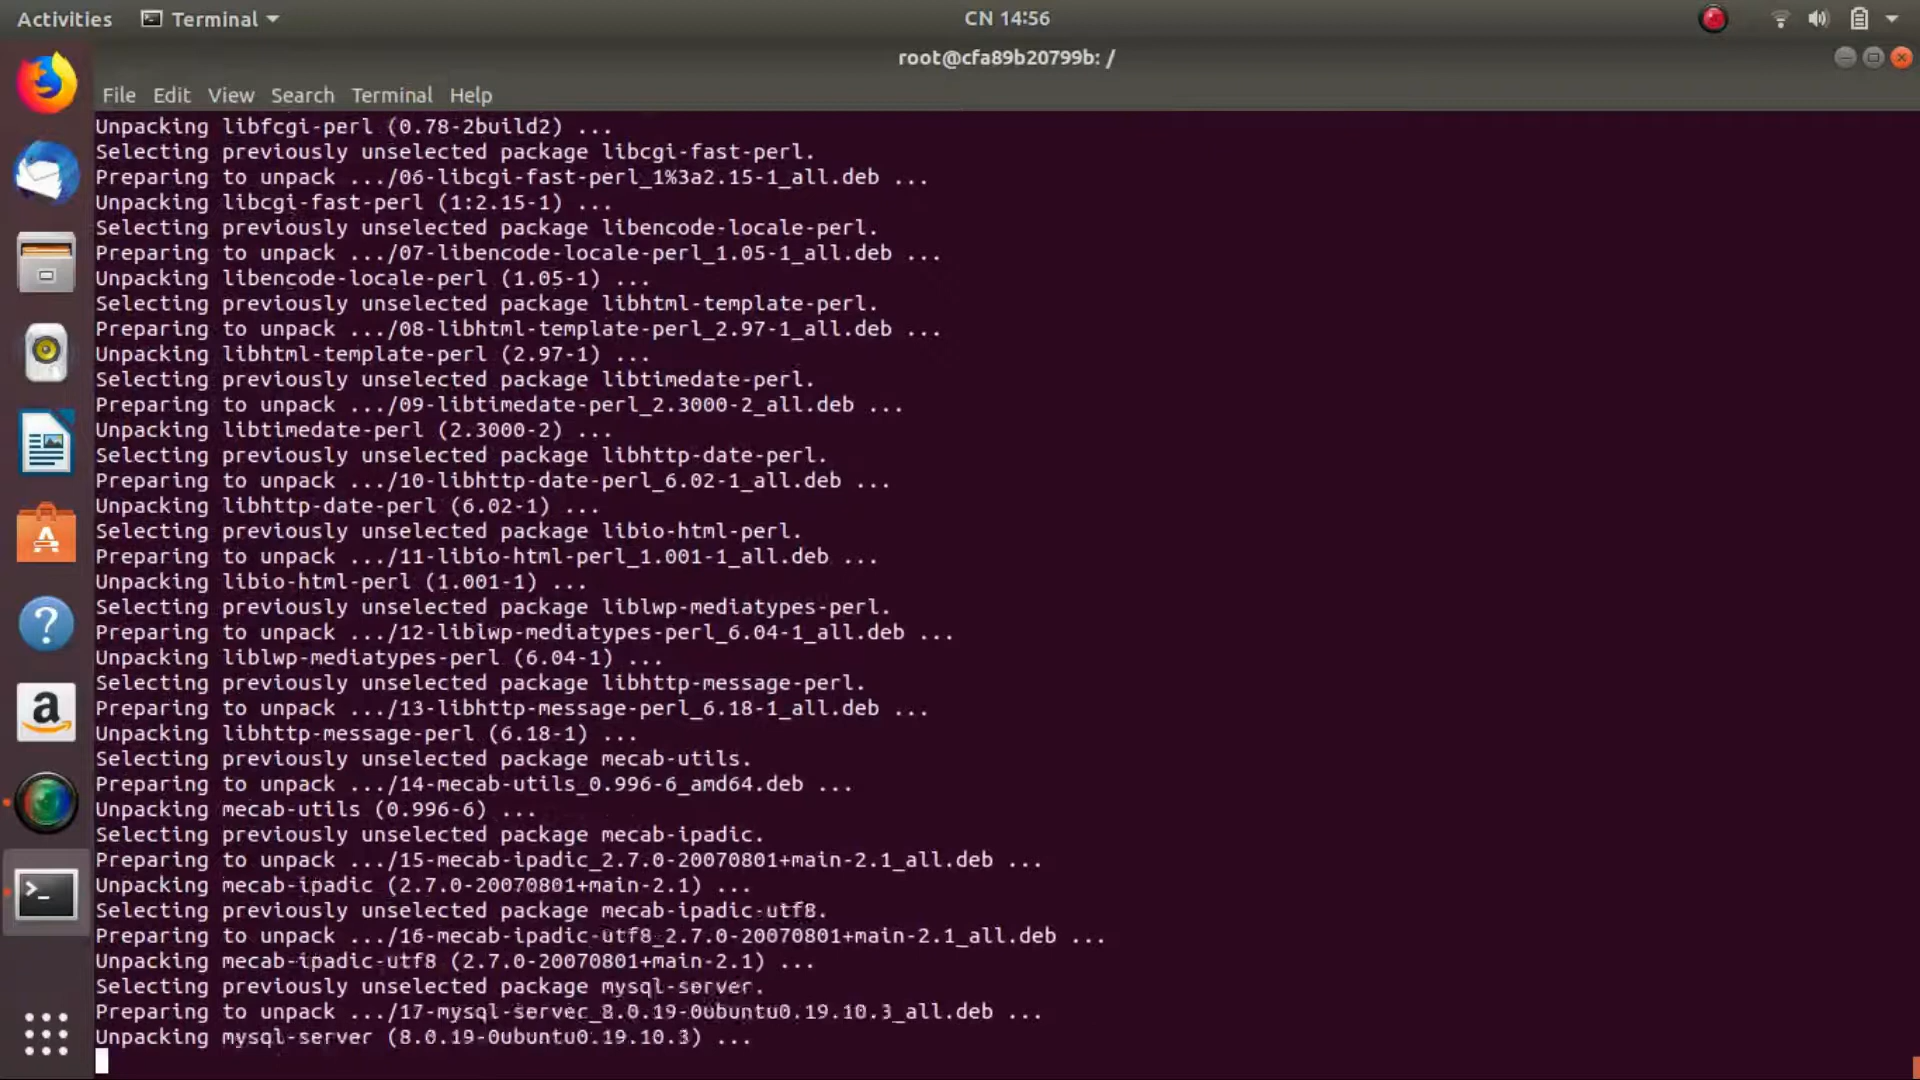 Activities Terminal CN 14:56
root@cfa89b20799b: /
File Edit View Search Terminal Help
Unpacking libfcgi-perl (0.78-2build2) ...
Selecting previously unselected package libcgi-fast-perl.
Preparing to unpack .../06-libcgi-fast-perl_1%3a2.15-1_all.deb ...
Unpacking libcgi-fast-perl (1:2.15-1) ...
Selecting previously unselected package libencode-locale-perl.
Preparing to unpack .../07-libencode-locale-perl_1.05-1_all.deb ...
Unpacking libencode-locale-perl (1.05-1) ...
Selecting previously unselected package libhtml-template-perl.
Preparing to unpack .../08-libhtml-template-perl_2.97-1_all.deb ...
Unpacking libhtml-template-perl (2.97-1) ...
Selecting previously unselected package libtimedate-perl.
Preparing to unpack .../09-libtimedate-perl_2.3000-2_all.deb ...
Unpacking libtimedate-perl (2.3000-2) ...
Selecting previously unselected package libhttp-date-perl.
Preparing to unpack .../10-libhttp-date-perl_6.02-1_all.deb ...
Unpacking libhttp-date-perl (6.02-1) ...
Selecting previously unselected package libio-html-perl.
Preparing to unpack .../11-libio-html-perl_1.001-1_all.deb ...
Unpacking libio-html-perl (1.001-1) ...
Selecting previously unselected package liblwp-mediatypes-perl.
Preparing to unpack .../12-liblwp-mediatypes-perl_6.04-1_all.deb ...
Unpacking liblwp-mediatypes-perl (6.04-1) ...
Selecting previously unselected package libhttp-message-perl.
Preparing to unpack .../13-libhttp-message-perl_6.18-1_all.deb ...
Unpacking libhttp-message-perl (6.18-1) ...
Selecting previously unselected package mecab-utils.
Preparing to unpack .../14-mecab-utils_0.996-6_amd64.deb ...
Unpacking mecab-utils (0.996-6) ...
Selecting previously unselected package mecab-ipadic.
Preparing to unpack .../15-mecab-ipadic_2.7.0-20070801+main-2.1_all.deb ...
Unpacking mecab-ipadic (2.7.0-20070801+main-2.1) ...
Selecting previously unselected package mecab-ipadic-utf8.
Preparing to unpack .../16-mecab-ipadic-utf8_2.7.0-20070801+main-2.1_all.deb ...
Unpacking mecab-ipadic-utf8 (2.7.0-20070801+main-2.1) ...
Selecting previously unselected package mysql-server.
Preparing to unpack .../17-mysql-server_8.0.19-0ubuntu0.19.10.3_all.deb ...
Unpacking mysql-server (8.0.19-0ubuntu0.19.10.3) ...